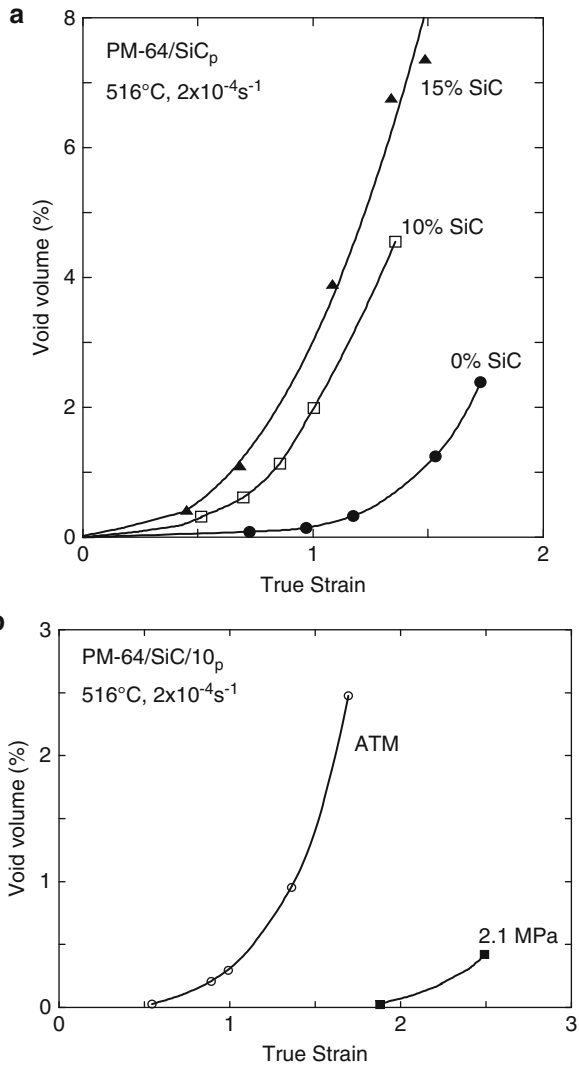 a
8
PM-64/SiCp
516°C, 2x10-4s-1
15% SiC
6
10% SiC
Void volume (%)
4
0% SiC
2
0
0
1
2
True Strain
3
PM-64/SiC/10p
516°C, 2x10-4s-1
ATM
2
Void volume (%)
1
2.1 MPa
0
0
1
2
3
True Strain